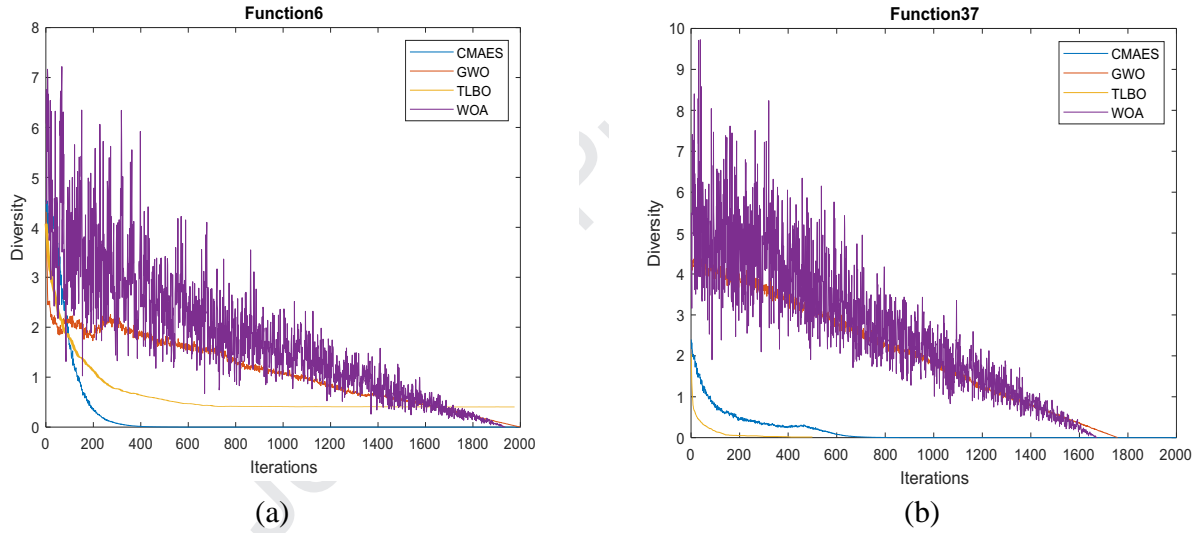 Function6
8
7
6
5
4
3
2
1
0
Diversity
CMAES
GWO
TLBO
WOA
0 200 400 600 800 1000 1200 1400 1600 1800 2000
Iterations
(a)
Function37
10
9
8
7
6
5
4
3
2
1
0
Diversity
CMAES
GWO
TLBO
WOA
0 200 400 600 800 1000 1200 1400 1600 1800 2000
Iterations
(b)